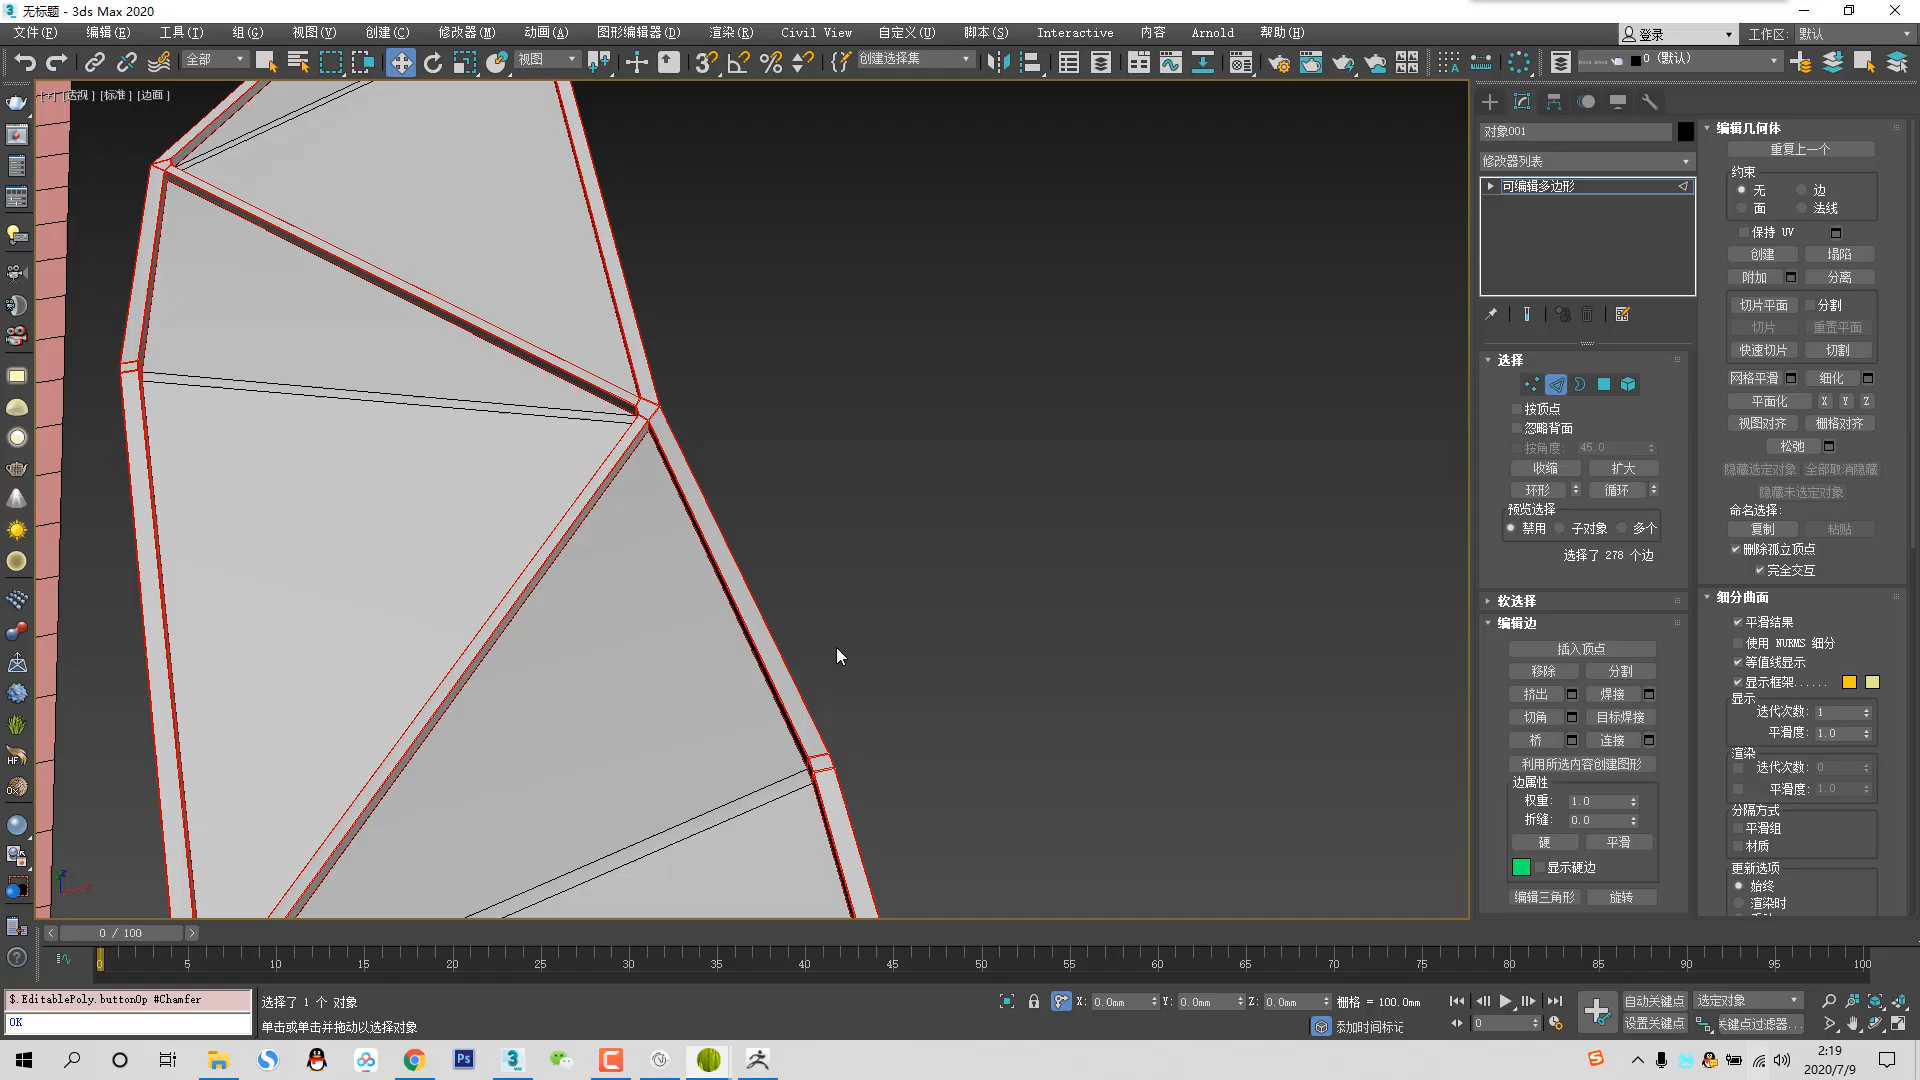 无标题 - 3ds Max 2020
文件(F) 编辑(E) 工具(T) 组(G) 视图(V) 创建(C) 修改器(M) 动画(A) 图形编辑器(D) 渲染(R) Civil View 自定义(U) 脚本(S) Interactive 内容 Arnold 帮助(H)
登录 工作区: 默认
全部 视图 创建选择集 0 (默认)
[+] [透视] [标准] [边面]
对象001
修改器列表
可编辑多边形
选择
按顶点
忽略背面
按角度: 45.0
收缩 扩大
环形 循环
预览选择
禁用 子对象 多个
选择了 278 个边
软选择
编辑边
插入顶点
移除 分割
挤出 焊接
切角 目标焊接
桥 连接
利用所选内容创建图形
边属性
权重: 1.0
折缝: 0.0
硬 平滑
显示硬边
编辑三角形 旋转
编辑几何体
重复上一个
约束
无 边
面 法线
保持 UV
创建 塌陷
附加 分离
切片平面 分割
切片 重置平面
快速切片 切割
网格平滑 细化
平面化 X Y Z
视图对齐 栅格对齐
松弛
隐藏选定对象 全部取消隐藏
隐藏未选定对象
命名选择:
复制 粘贴
删除孤立顶点
完全交互
细分曲面
平滑结果
使用 NURMS 细分
等值线显示
显示框架......
显示
迭代次数: 1
平滑度: 1.0
渲染
迭代次数: 0
平滑度: 1.0
分隔方式
平滑组
材质
更新选项
始终
渲染时
0 / 100
0 5 10 15 20 25 30 35 40 45 50 55 60 65 70 75 80 85 90 95 100
$.EditablePoly.buttonOp #Chamfer
OK
选择了 1 个 对象
单击或单击并拖动以选择对象
X: 0.0mm Y: 0.0mm Z: 0.0mm 栅格 = 100.0mm
添加时间标记
0
自动关键点 选定对象
设置关键点 关键点过滤器...
2:19
2020/7/9